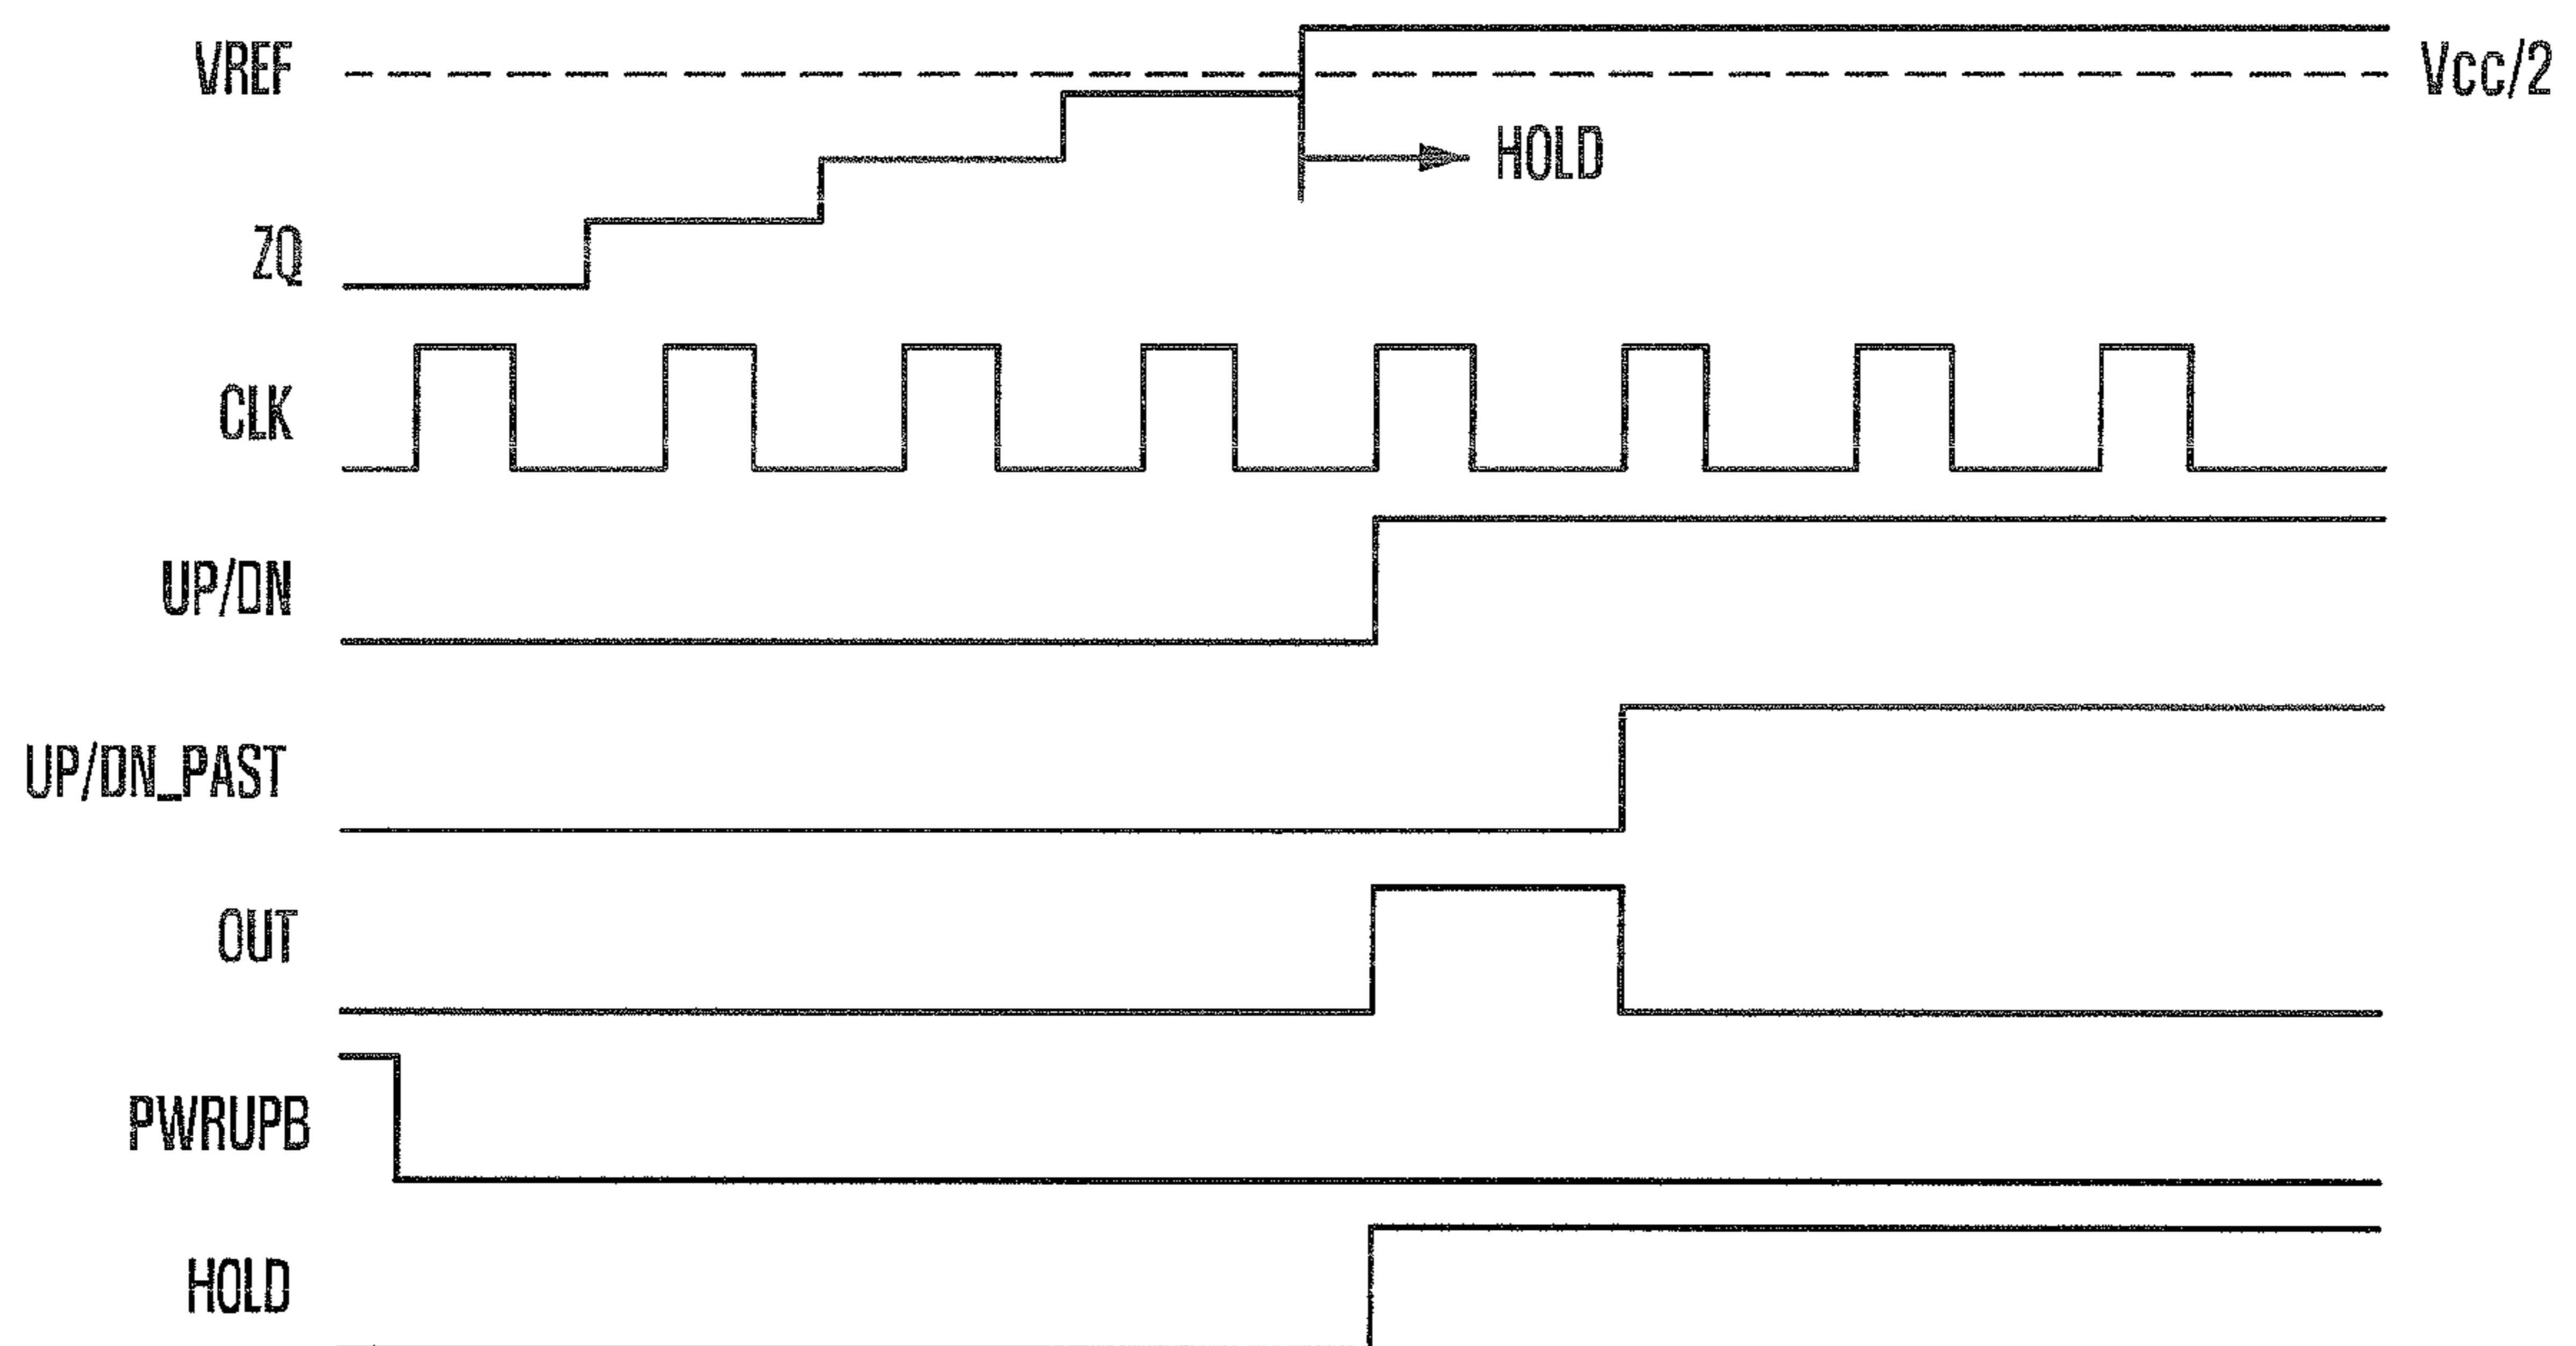 VREF
Vcc/2
HOLD
ZQ
CLK
UP/DN
UP/DN_PAST
OUT
PWRUPB
HOLD